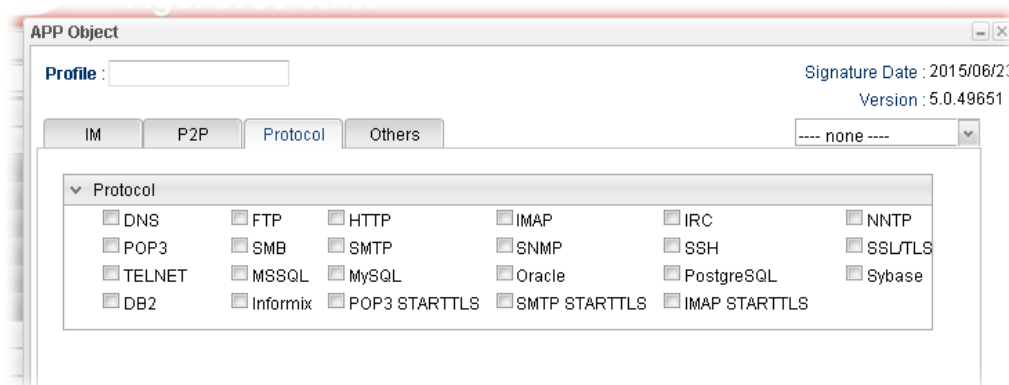 APP Object
Profile :
Signature Date : 2015/06/23
Version : 5.0.49651
IM P2P Protocol Others ---- none ----
Protocol
DNS FTP HTTP IMAP IRC NNTP
POP3 SMB SMTP SNMP SSH SSL/TLS
TELNET MSSQL MySQL Oracle PostgreSQL Sybase
DB2 Informix POP3 STARTTLS SMTP STARTTLS IMAP STARTTLS